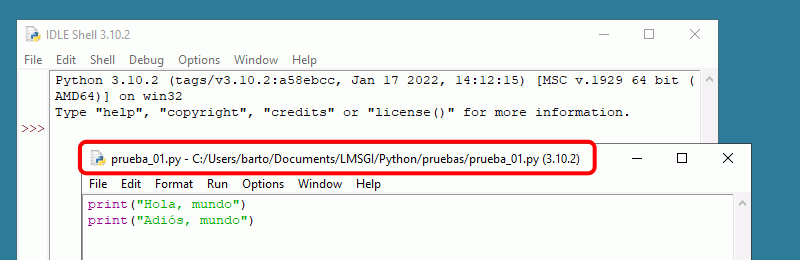 IDLE Shell 3.10.2
File Edit Shell Debug Options Window Help
Python 3.10.2 (tags/v3.10.2:a58ebcc, Jan 17 2022, 14:12:15) [MSC v.1929 64 bit (
AMD64)] on win32
Type "help", "copyright", "credits" or "license()" for more information.
>>>
prueba_01.py - C:/Users/barto/Documents/LMSGI/Python/pruebas/prueba_01.py (3.10.2)
File Edit Format Run Options Window Help
print("Hola, mundo")
print("Adiós, mundo")